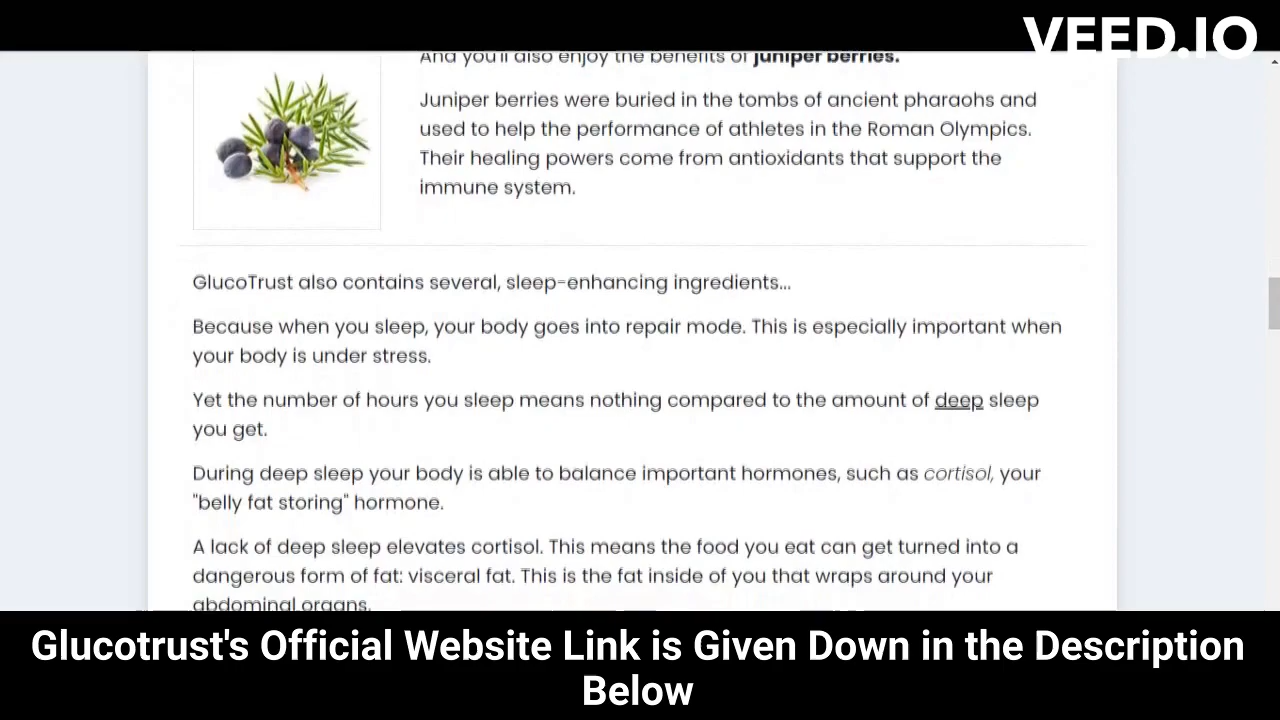 VEED.IO
And you'll also enjoy the benefits of juniper berries.
Juniper berries were buried in the tombs of ancient pharaohs and
used to help the performance of athletes in the Roman Olympics.
Their healing powers come from antioxidants that support the
immune system.
GlucoTrust also contains several, sleep-enhancing ingredients...
Because when you sleep, your body goes into repair mode. This is especially important when
your body is under stress.
Yet the number of hours you sleep means nothing compared to the amount of deep sleep
you get.
During deep sleep your body is able to balance important hormones, such as cortisol, your
"belly fat storing" hormone.
A lack of deep sleep elevates cortisol. This means the food you eat can get turned into a
dangerous form of fat: visceral fat. This is the fat inside of you that wraps around your
abdominal organs.
Glucotrust's Official Website Link is Given Down in the Description
Below